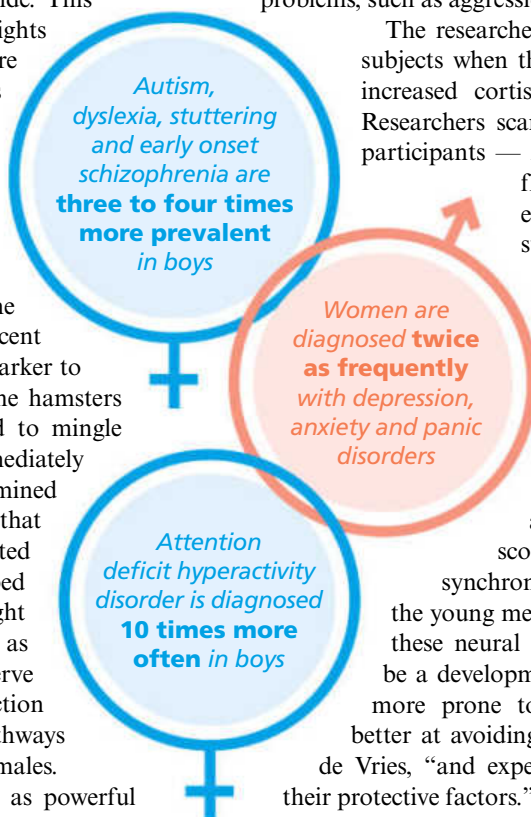 ights
Autism,
dyslexia, stuttering
and early onset
schizophrenia are
three to four times
more prevalent
in boys
cent
arker to
he hamsters
d to mingle
mediately
mined
that
ted
ght
as
erve
ction
thways
males.
as powerful
Women are
diagnosed twice
as frequently
with depression,
anxiety and panic
disorders
Attention
deficit hyperactivity
disorder is diagnosed
10 times more
often in boys
problems, such as aggress
The researche
subjects when th
increased cortis
Researchers scar
participants —
sco
synchron
the young me
these neural
be a developm
more prone to
better at avoiding
de Vries, “and expe
their protective factors.”